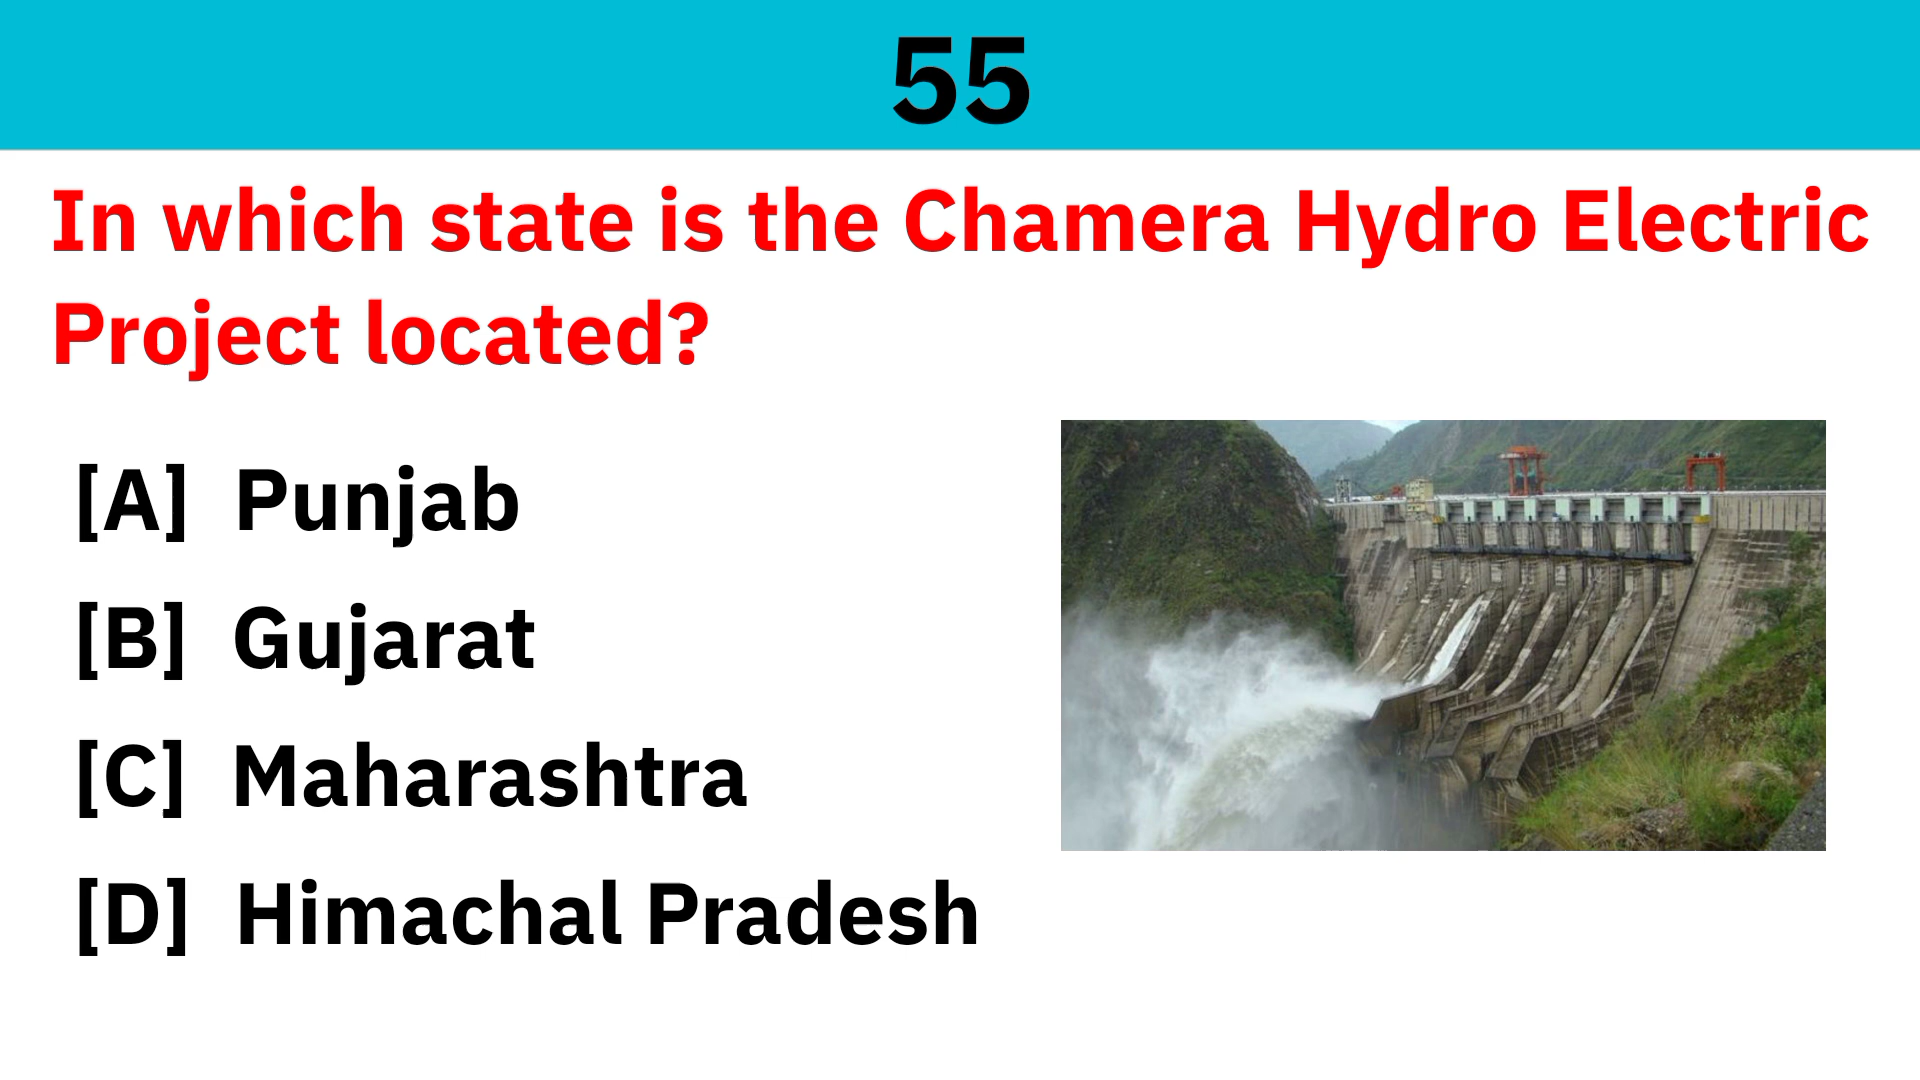 55
In which state is the Chamera Hydro Electric
Project located?
[A] Punjab
[B] Gujarat
[C] Maharashtra
[D] Himachal Pradesh